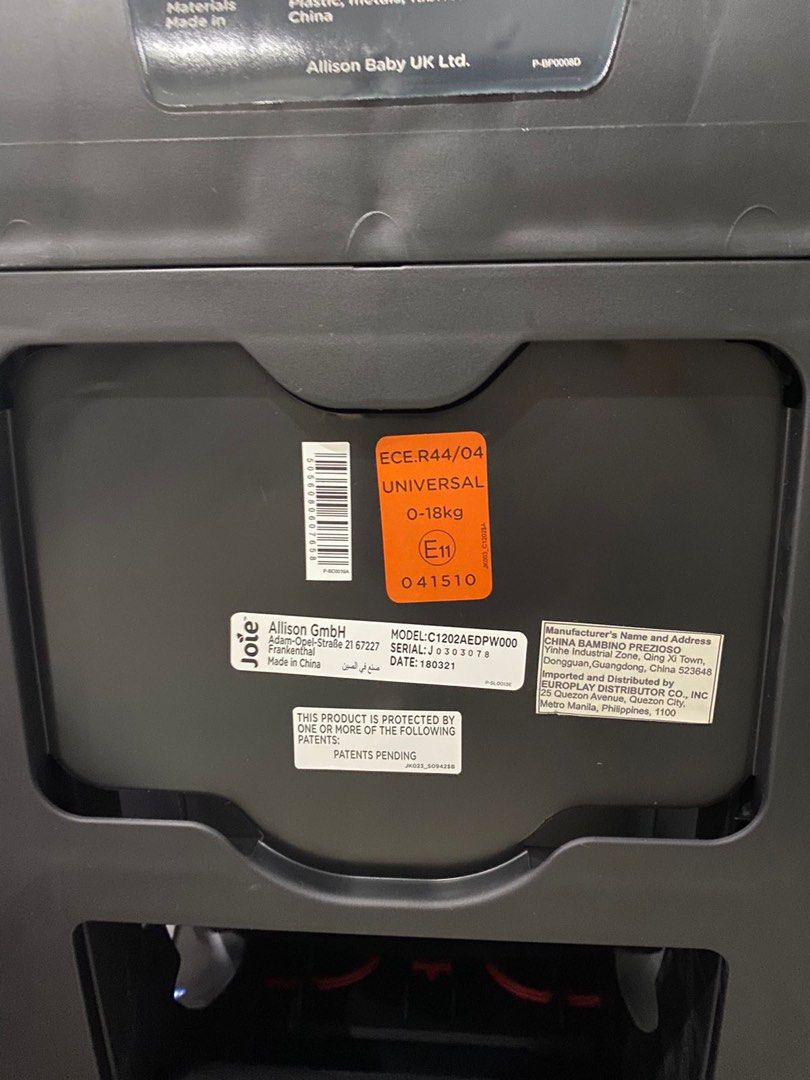 Materials
Plastic, metals,
Made in
China
Allison Baby UK Ltd.
P-BP0008D
ECE.R44/04
UNIVERSAL
0-18kg
E11
041510
P-BC0016A
Joie
Allison GmbH
Adam-Opel-Straße 21 67227
Frankenthal
Made in China صنع في الصين
MODEL:C1202AEDPW000
SERIAL:J0303078
DATE:180321
THIS PRODUCT IS PROTECTED BY
ONE OR MORE OF THE FOLLOWING
PATENTS:
PATENTS PENDING
Manufacturer's Name and Address
CHINA BAMBINO PREZIOSO
Yinhe Industrial Zone, Qing Xi Town,
Dongguan,Guangdong, China 523648
Imported and Distributed by
EUROPLAY DISTRIBUTOR CO., INC
25 Quezon Avenue, Quezon City,
Metro Manila, Philippines, 1100